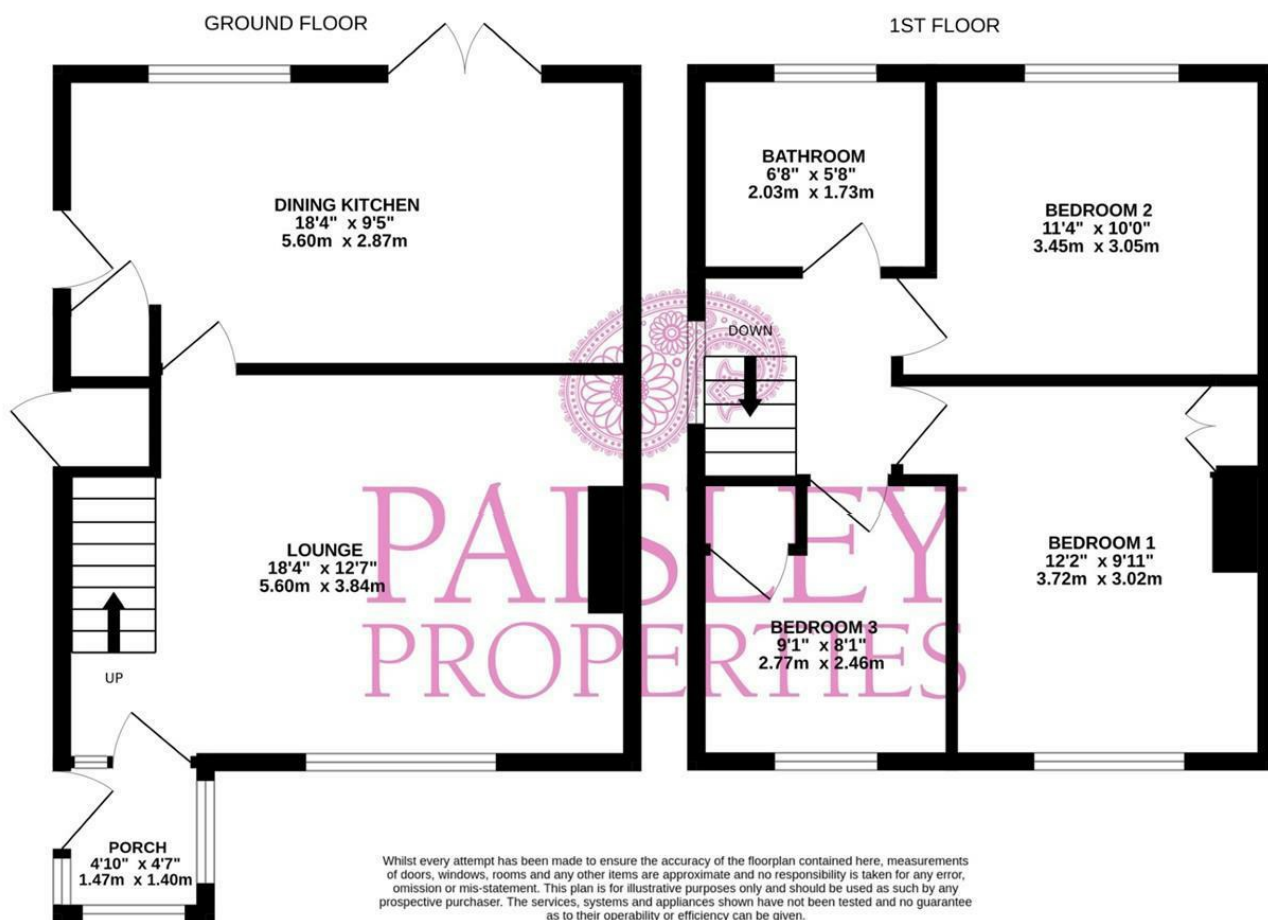 GROUND FLOOR
1ST FLOOR
DINING KITCHEN
18'4" x 9'5"
5.60m x 2.87m
BATHROOM
6'8" x 5'8"
2.03m x 1.73m
BEDROOM 2
11'4" x 10'0"
3.45m x 3.05m
DOWN
LOUNGE
18'4" x 12'7"
5.60m x 3.84m
BEDROOM 1
12'2" x 9'11"
3.72m x 3.02m
BEDROOM 3
9'1" x 8'1"
2.77m x 2.46m
UP
PORCH
4'10" x 4'7"
1.47m x 1.40m
PAISLEY
PROPERTIES
Whilst every attempt has been made to ensure the accuracy of the floorplan contained here, measurements
of doors, windows, rooms and any other items are approximate and no responsibility is taken for any error,
omission or mis-statement. This plan is for illustrative purposes only and should be used as such by any
prospective purchaser. The services, systems and appliances shown have not been tested and no guarantee
as to their operability or efficiency can be given.